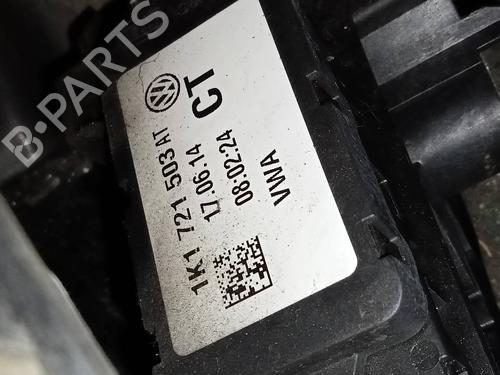 B-PARTS
1K1 721 503 AT CT
17.06.14
08:02:24
VWA